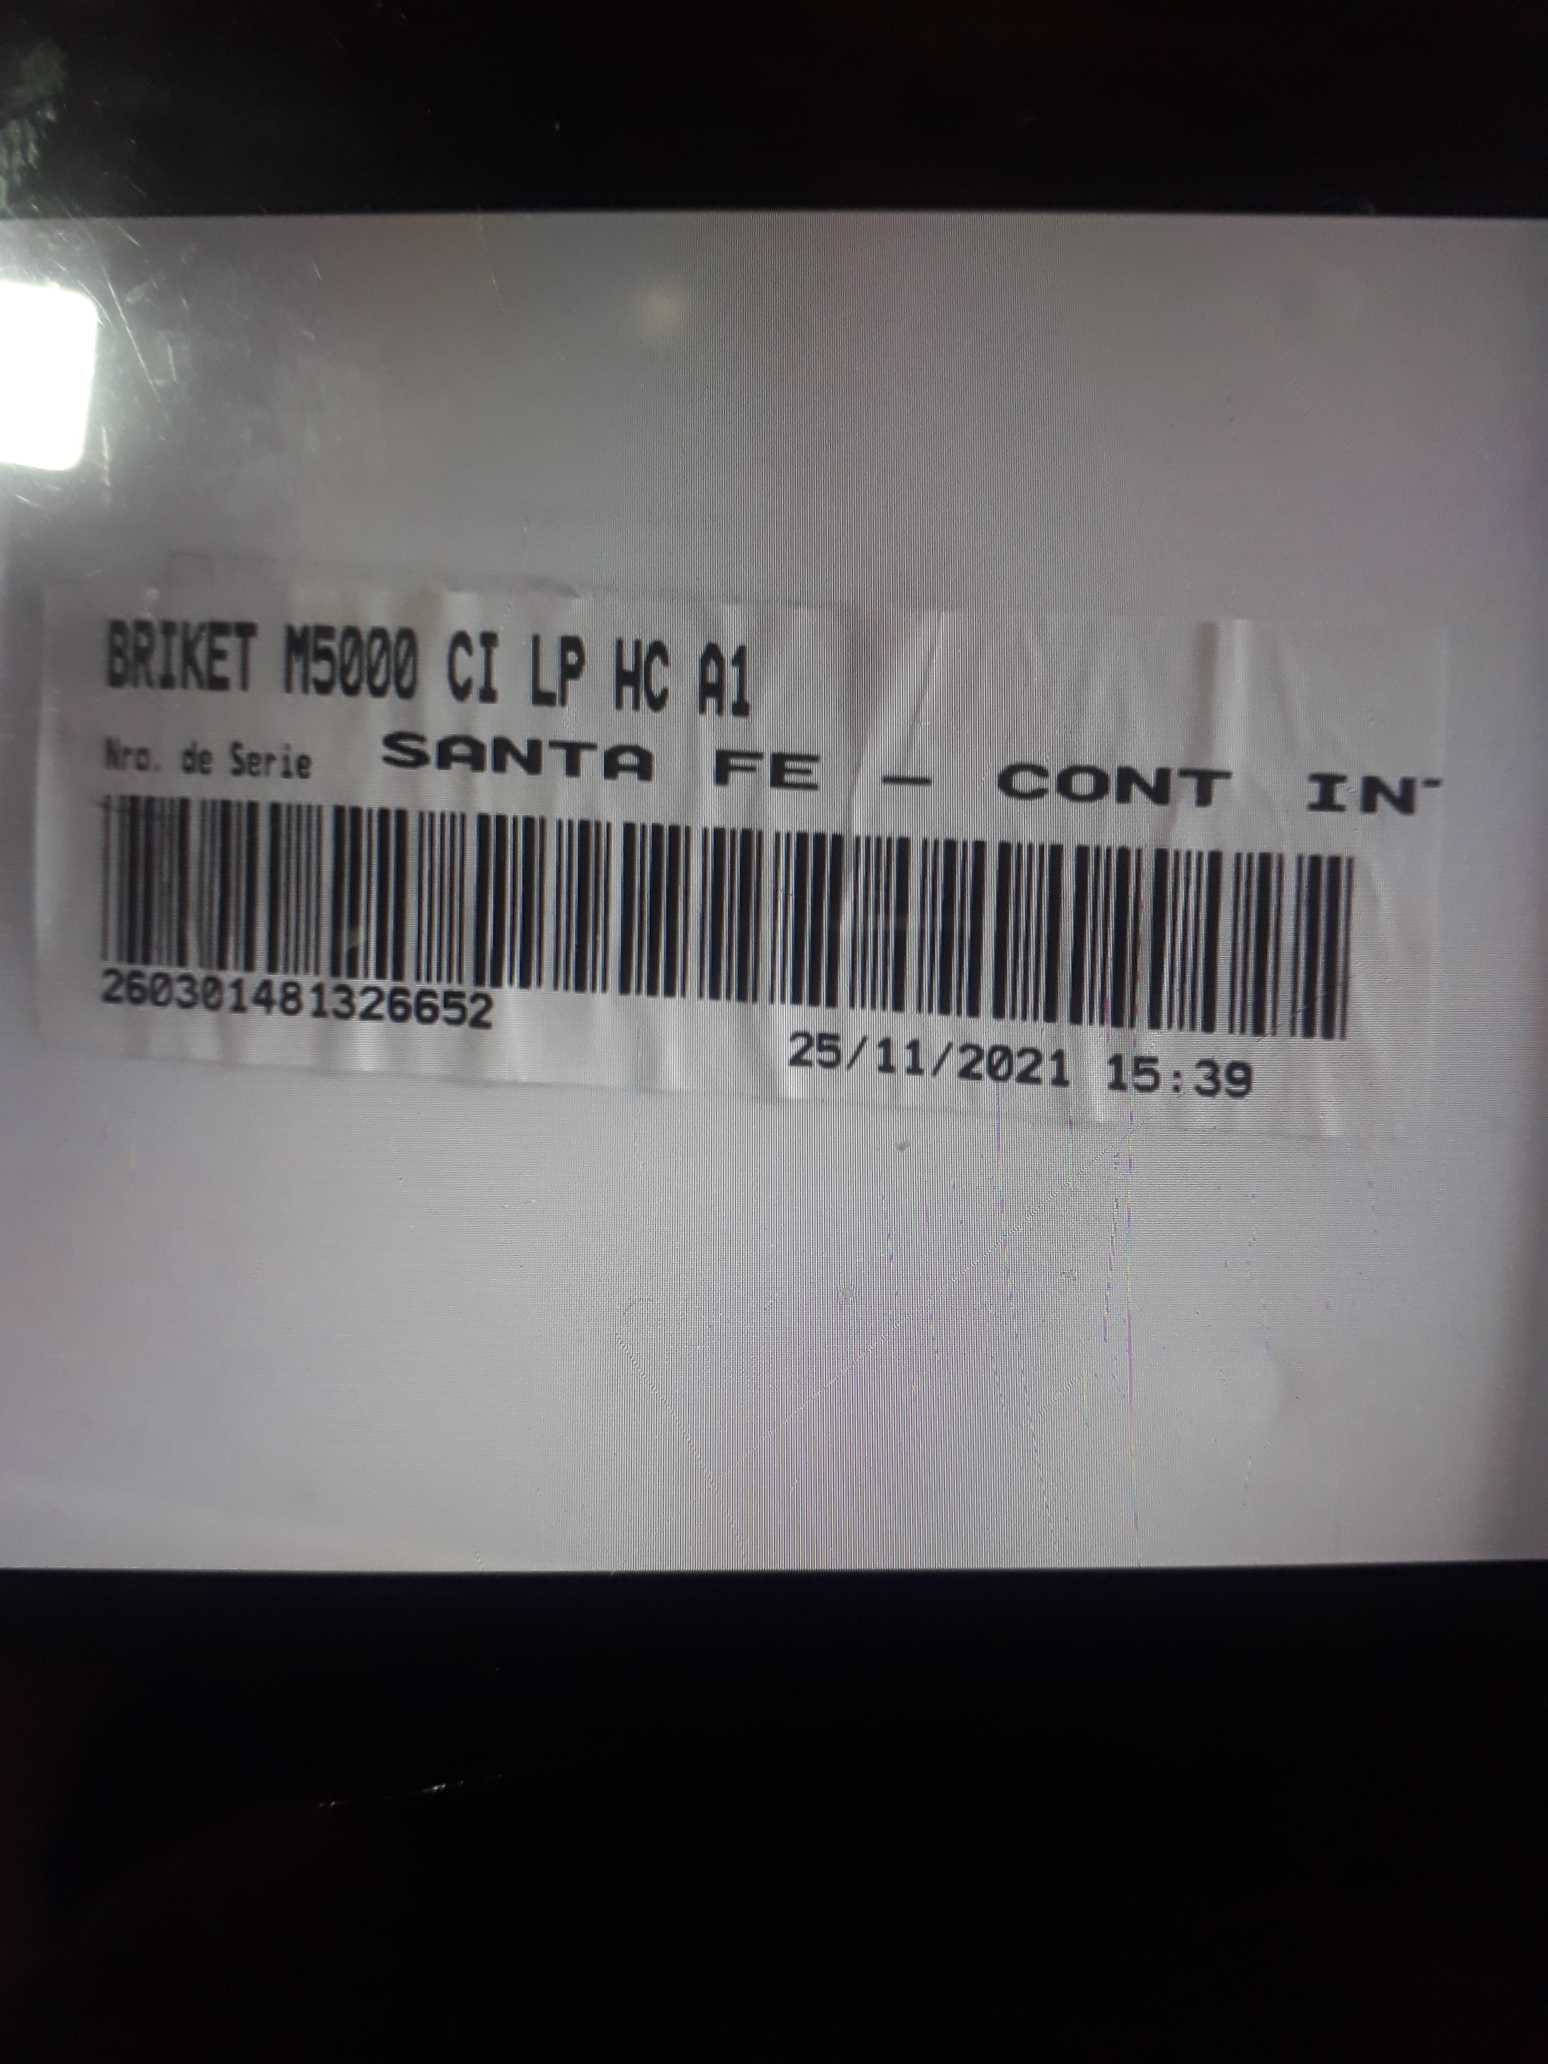 BRIKET M5000 CI LP HC A1
Nro. de Serie SANTA FE - CONT
260301481326652
25/11/2021 15:39